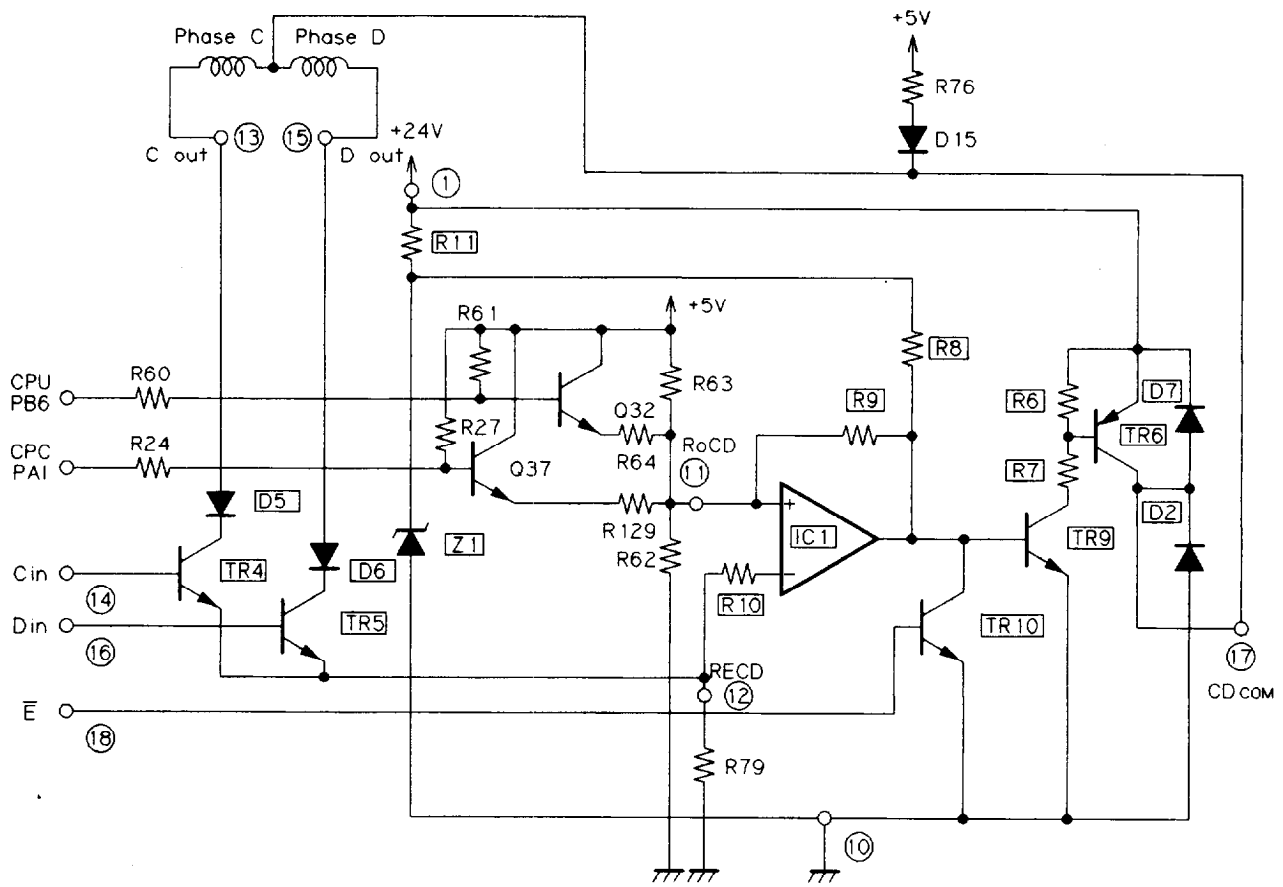 Phase C
Phase D
+5V
R76
D15
13
15
+24V
C out
D out
1
R11
+5V
R61
R8
R63
CPU
PB6
R60
R9
R6
D7
R27
Q32
TR6
CPC
PA1
R24
R64
RoCD
R7
Q37
11
D5
R129
D2
Z1
R62
IC1
TR9
Cin
TR4
D6
14
R10
Din
TR5
TR10
16
RECD
17
12
CD COM
E
18
R79
10